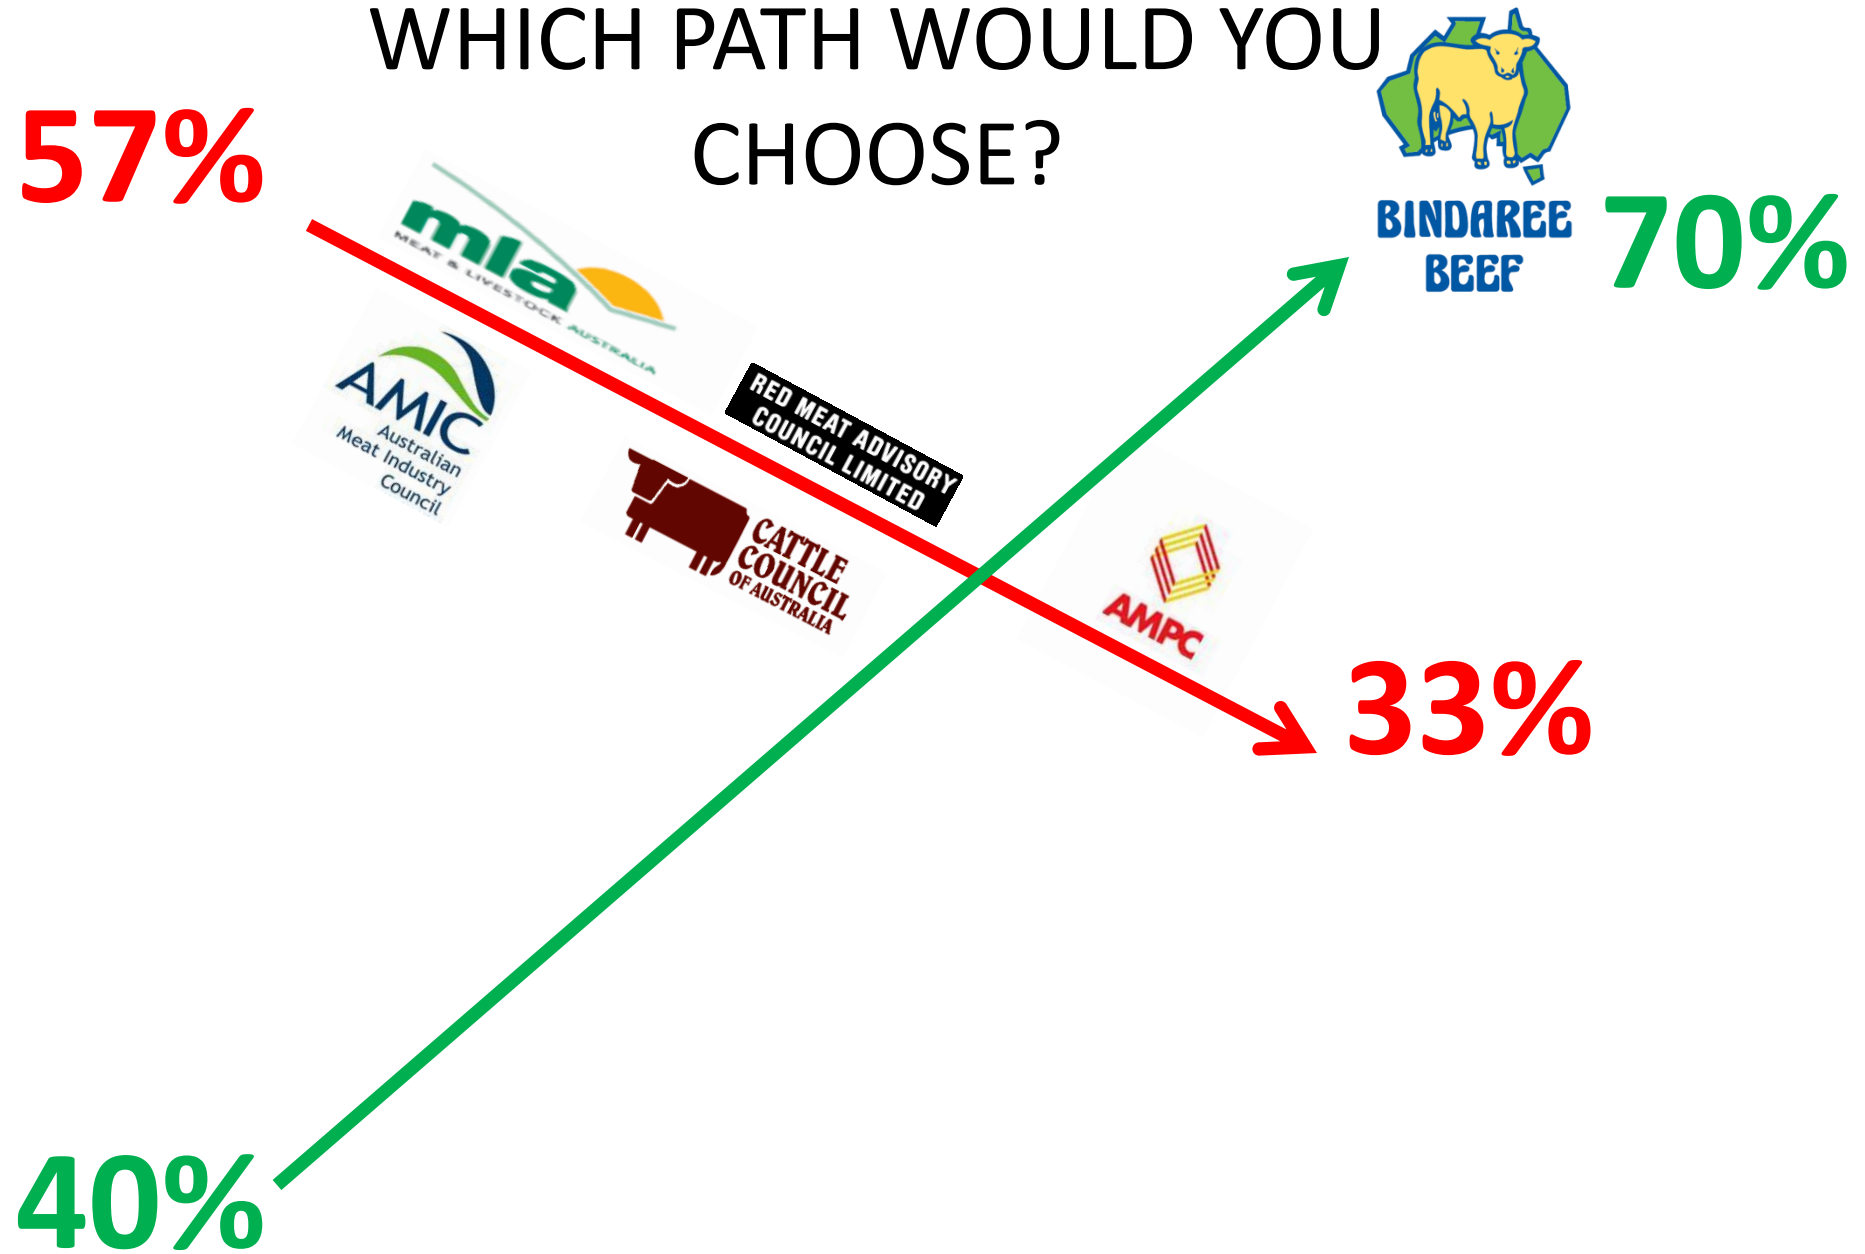 WHICH PATH WOULD YOU
CHOOSE?
57%
mla
MEAT & LIVESTOCK AUSTRALIA
AMIC
Australian
Meat Industry
Council
RED MEAT ADVISORY
COUNCIL LIMITED
CATTLE
COUNCIL
OF AUSTRALIA
AMPC
BINDAREE
BEEF
70%
33%
40%